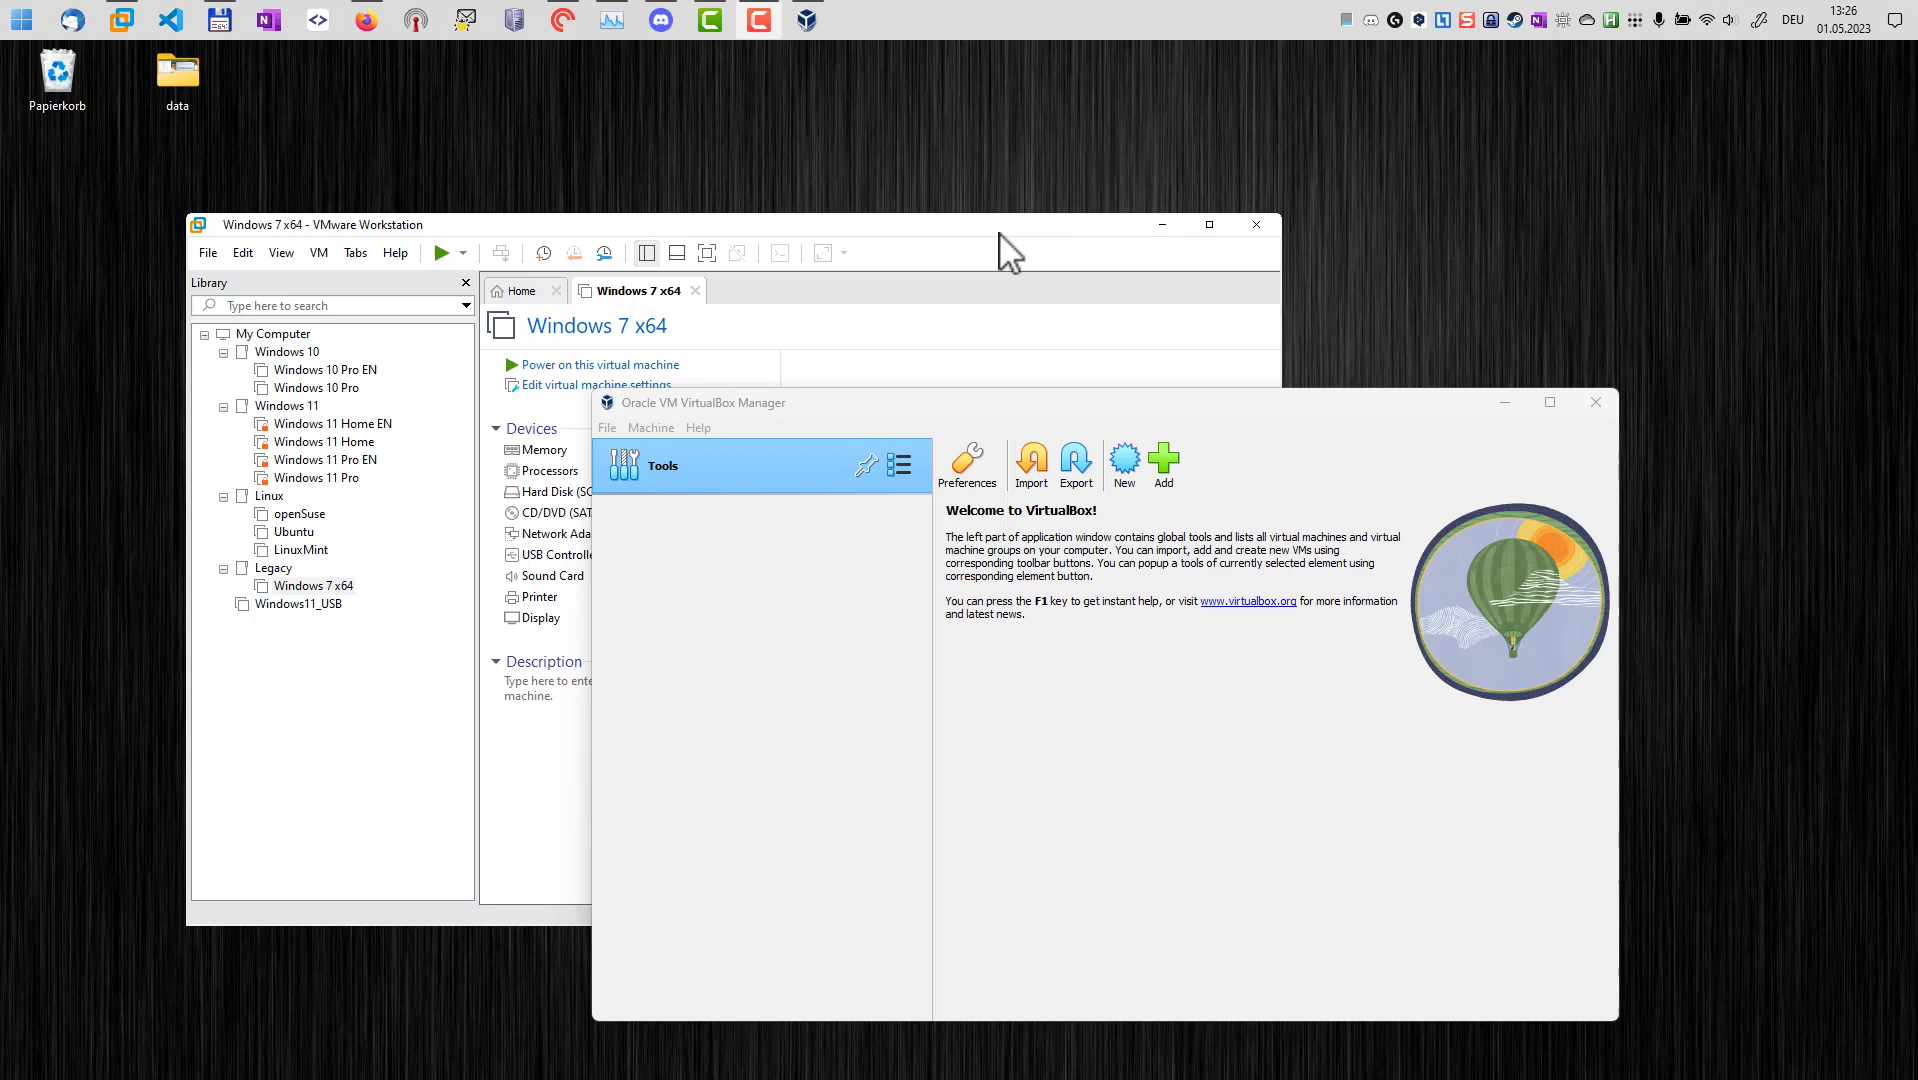 13:26
DEU
01.05.2023
Papierkorb
data
Windows 7 x64 - VMware Workstation
File Edit View VM Tabs Help
Library
Type here to search
My Computer
Windows 10
Windows 10 Pro EN
Windows 10 Pro
Windows 11
Windows 11 Home EN
Windows 11 Home
Windows 11 Pro EN
Windows 11 Pro
Linux
openSuse
Ubuntu
LinuxMint
Legacy
Windows 7 x64
Windows11_USB
Home
Windows 7 x64
Windows 7 x64
Power on this virtual machine
Edit virtual machine settings
Devices
Memory
Processors
Hard Disk (SC
CD/DVD (SAT
Network Ada
USB Controlle
Sound Card
Printer
Display
Description
Type here to ente
machine.
Oracle VM VirtualBox Manager
File Machine Help
Tools
Preferences Import Export New Add
Welcome to VirtualBox!
The left part of application window contains global tools and lists all virtual machines and virtual
machine groups on your computer. You can import, add and create new VMs using
corresponding toolbar buttons. You can popup a tools of currently selected element using
corresponding element button.
You can press the F1 key to get instant help, or visit www.virtualbox.org for more information
and latest news.